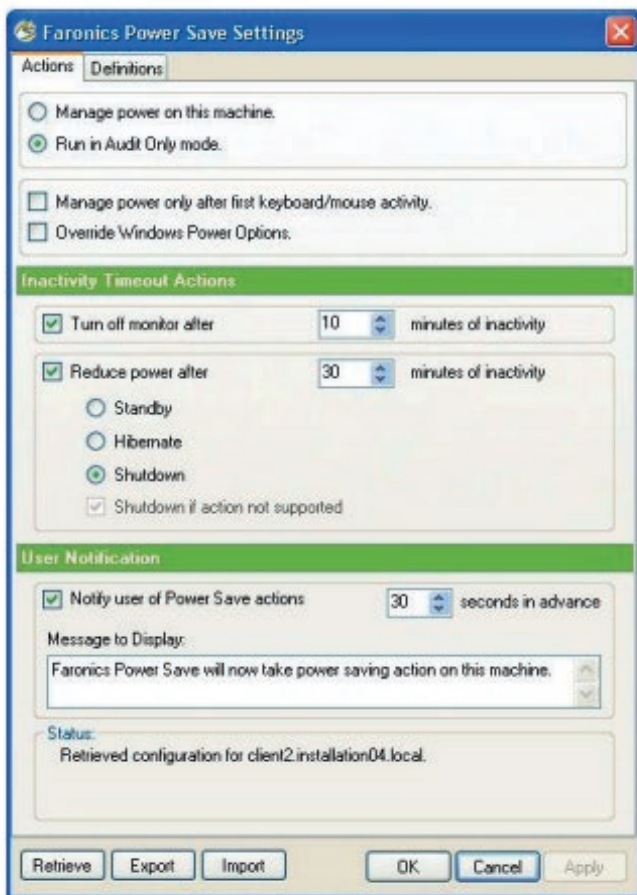 Faronics Power Save Settings
Actions Definitions
Manage power on this machine.
Run in Audit Only mode.
Manage power only after first keyboard/mouse activity.
Override Windows Power Options.
Inactivity Timeout Actions
Turn off monitor after 10 minutes of inactivity
Reduce power after 30 minutes of inactivity
Standby
Hibernate
Shutdown
Shutdown if action not supported
User Notification
Notify user of Power Save actions 30 seconds in advance
Message to Display:
Faronics Power Save will now take power saving action on this machine.
Status:
Retrieved configuration for client2.installation04.local.
Retrieve Export Import OK Cancel Apply